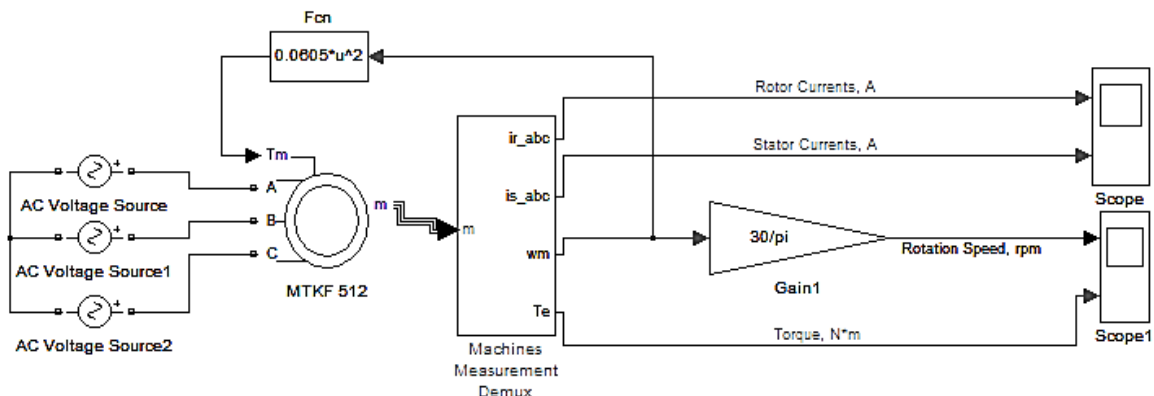 Fcn
0.0605*u^2
Rotor Currents, A
Tm
ir_abc
Stator Currents, A
A
AC Voltage Source
m
is_abc
Scope
B
m
AC Voltage Source1
wm
30/pi
Rotation Speed, rpm
C
MTKF 512
Gain1
Te
AC Voltage Source2
Torque, N*m
Scope1
Machines
Measurement
Demux